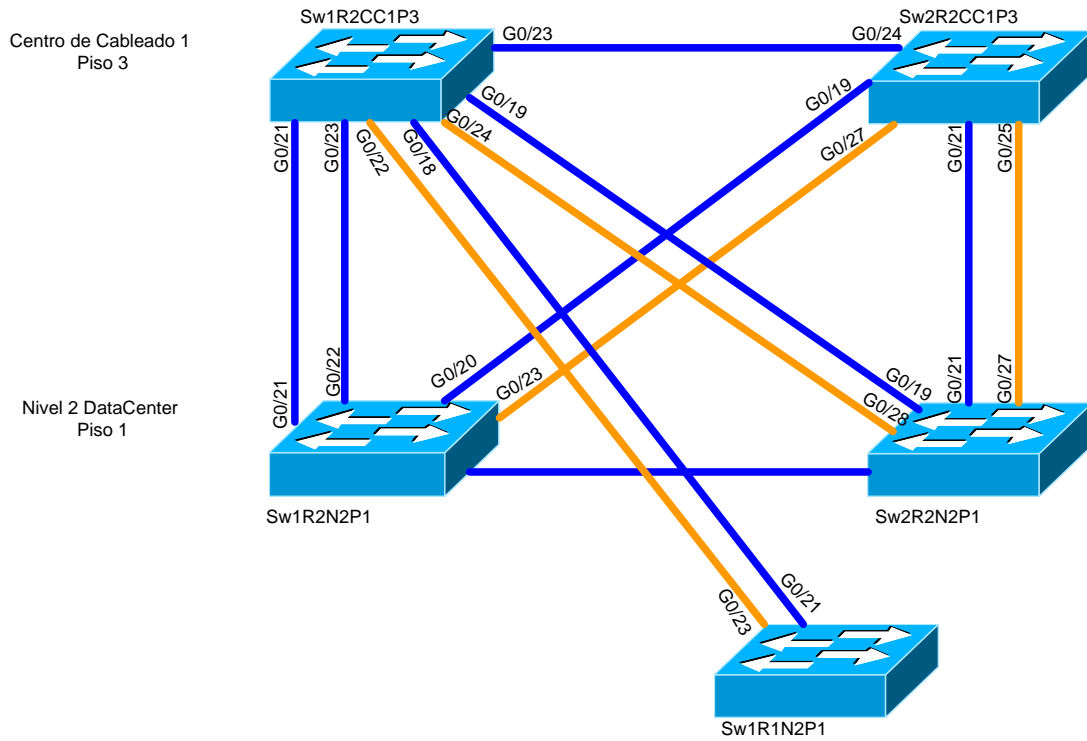 Sw1R2CC1P3
Sw2R2CC1P3
Centro de Cableado 1
Piso 3
G0/23
G0/24
G0/19
G0/19
G0/24
G0/27
G0/21
G0/23
G0/22
G0/18
G0/21
G0/25
G0/21
G0/22
G0/20
G0/23
G0/19
G0/28
G0/21
G0/27
Nivel 2 DataCenter
Piso 1
Sw1R2N2P1
Sw2R2N2P1
G0/23
G0/21
Sw1R1N2P1